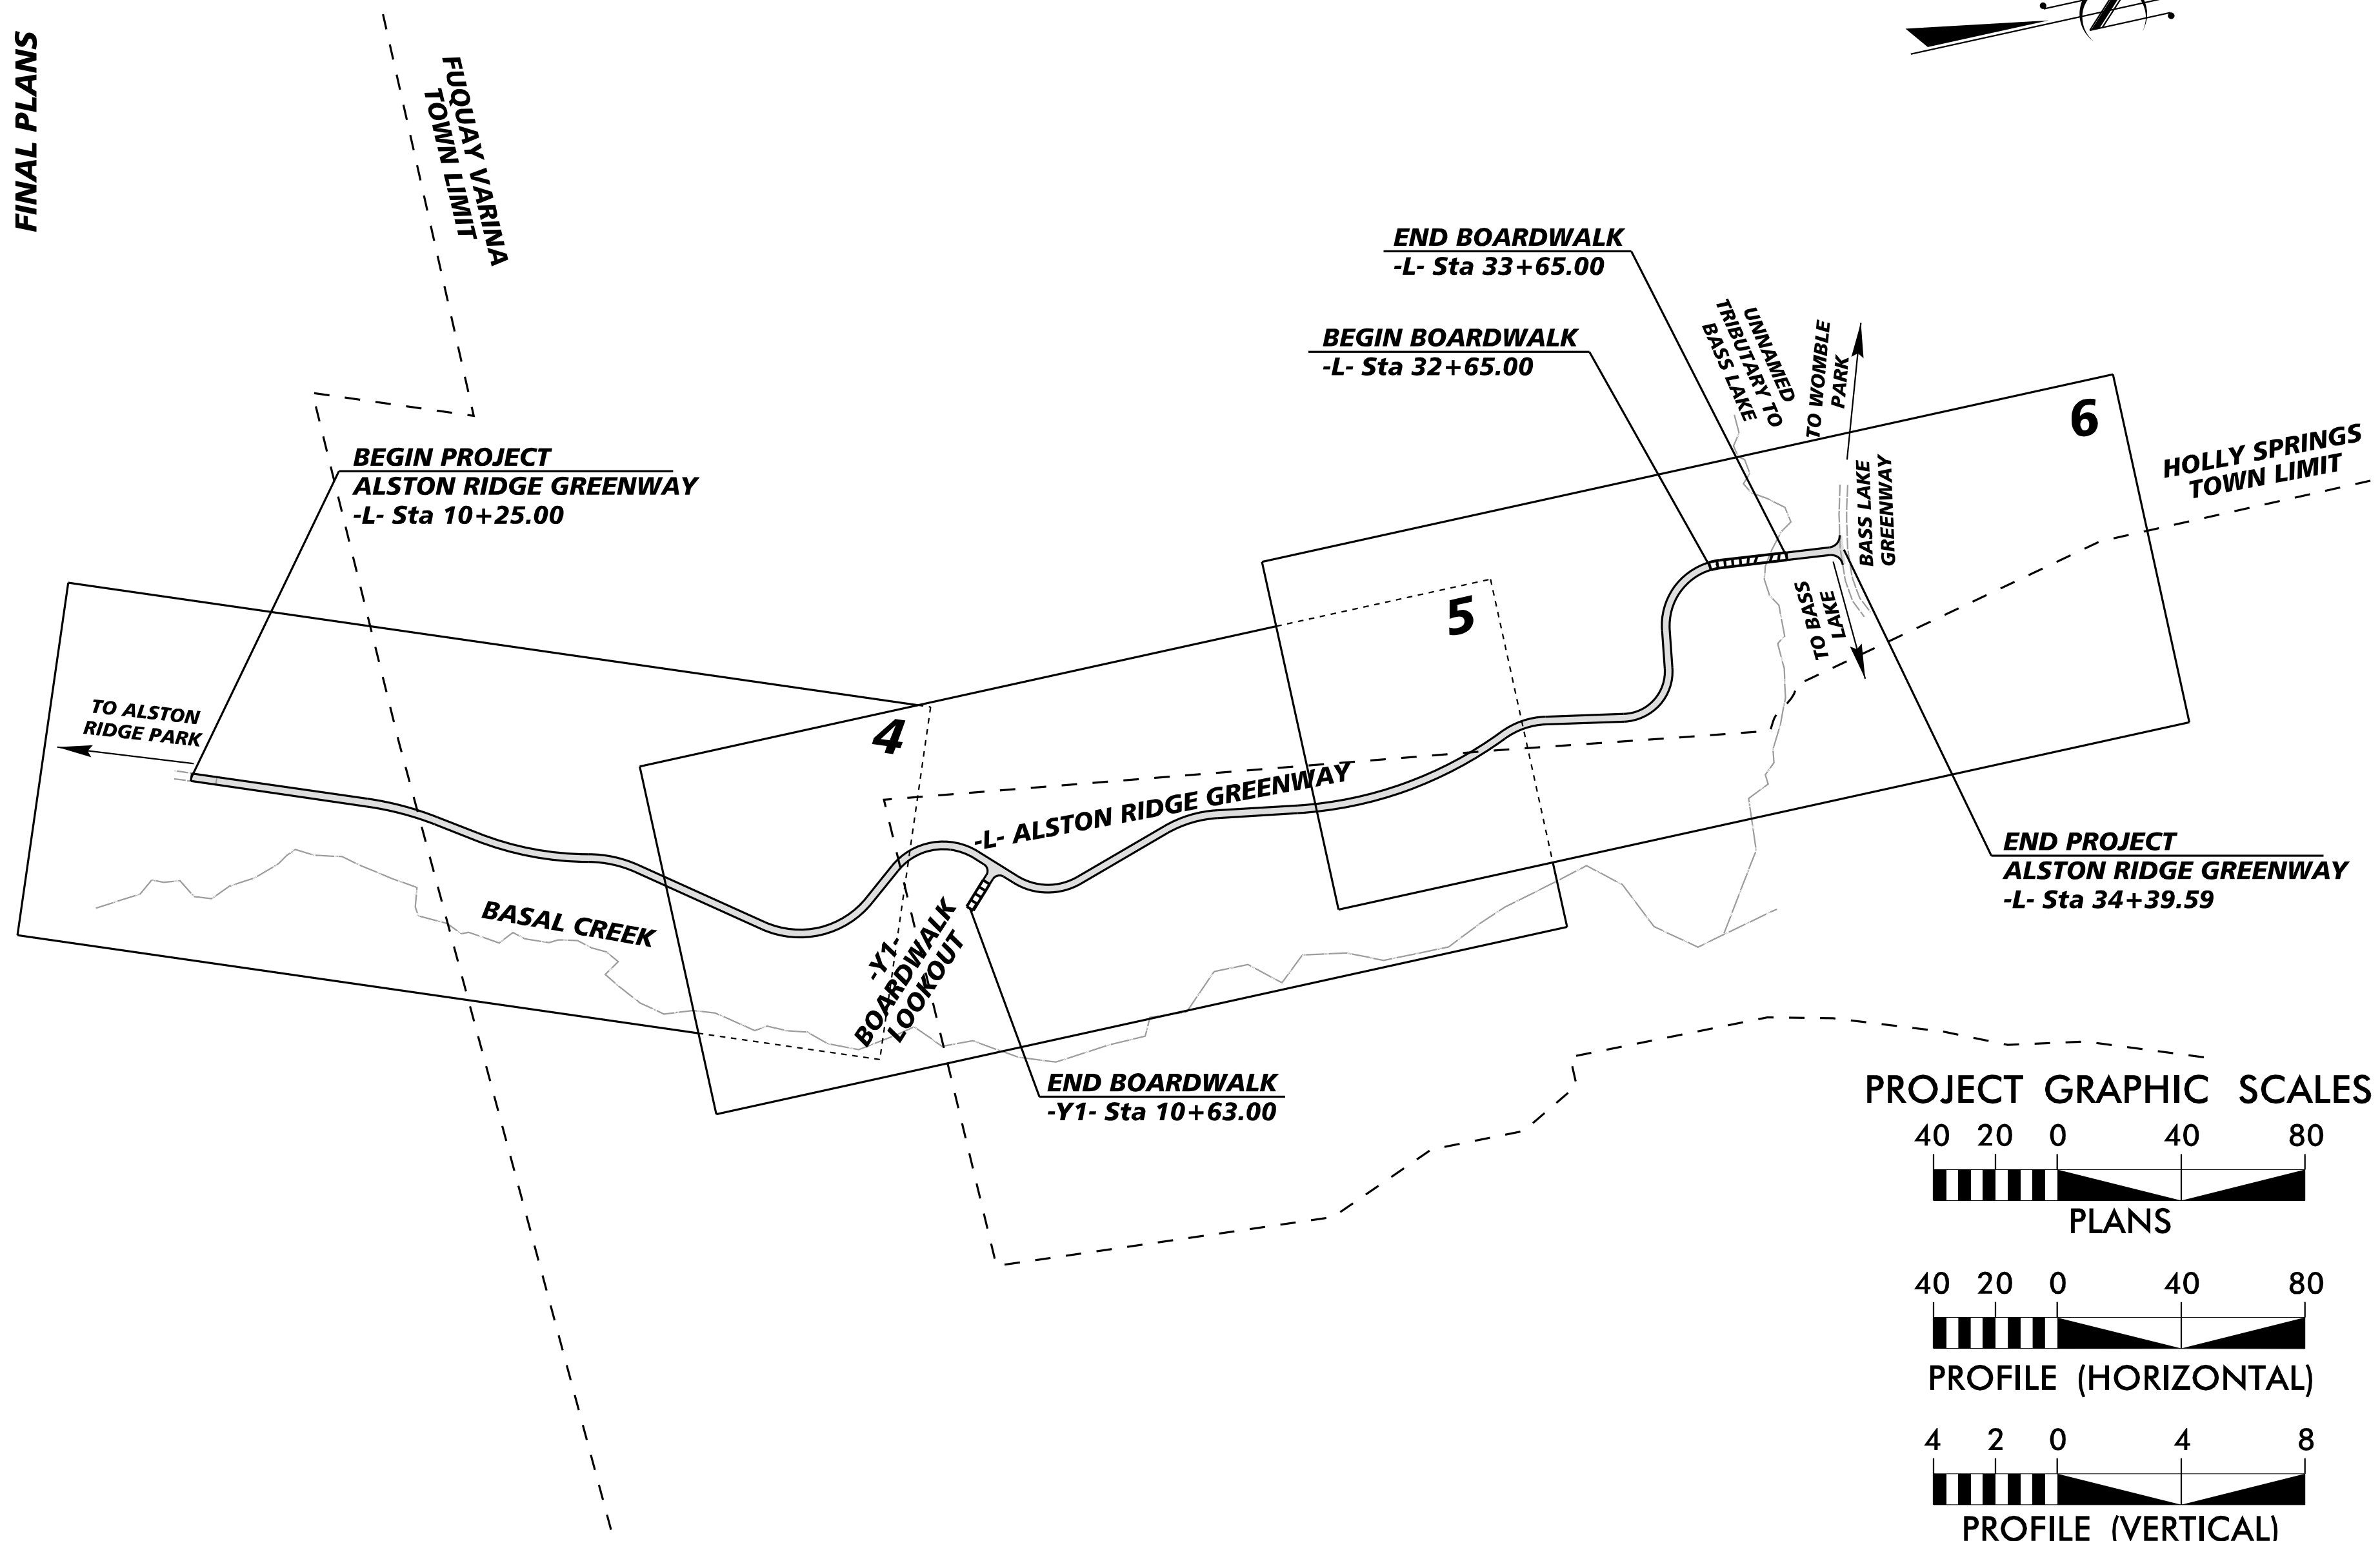 FINAL PLANS
FUQUAY VARINA
TOWN LIMIT
END BOARDWALK
-L- Sta 33+65.00
BEGIN BOARDWALK
-L- Sta 32+65.00
UNNAMED
TRIBUTARY TO
BASS LAKE
TO WOMBLE
PARK
6
HOLLY SPRINGS
TOWN LIMIT
BEGIN PROJECT
ALSTON RIDGE GREENWAY
-L- Sta 10+25.00
BASS LAKE
GREENWAY
TO BASS
LAKE
5
TO ALSTON
RIDGE PARK
4
-L- ALSTON RIDGE GREENWAY
BASAL CREEK
-Y1-
BOARDWALK
LOOKOUT
END PROJECT
ALSTON RIDGE GREENWAY
-L- Sta 34+39.59
END BOARDWALK
-Y1- Sta 10+63.00
PROJECT GRAPHIC SCALES
40 20 0 40 80
PLANS
40 20 0 40 80
PROFILE (HORIZONTAL)
4 2 0 4 8
PROFILE (VERTICAL)